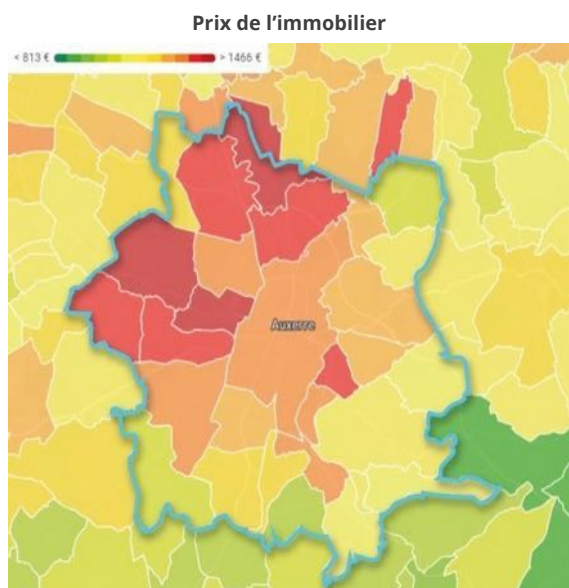 Prix de l’immobilier
< 813 € > 1466 €
Auxerre